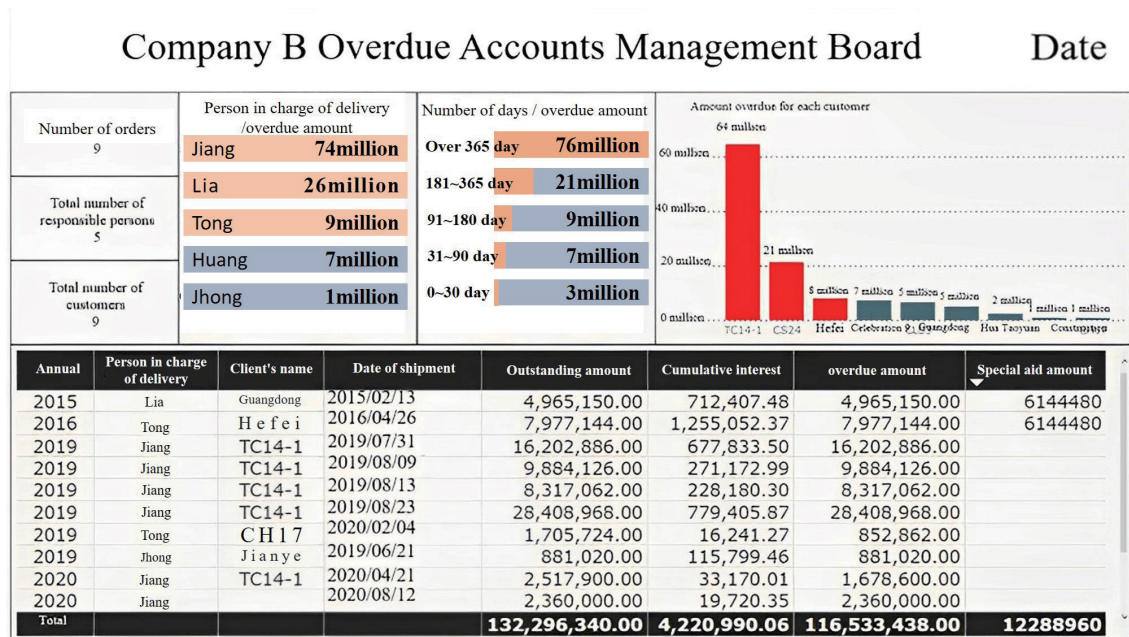 Company B Overdue Accounts Management Board Date
Number of orders
9
Total number of
responsible persons
5
Total number of
customers
9
Person in charge of delivery
/overdue amount
Jiang 74million
Lia 26million
Tong 9million
Huang 7million
Jhong 1million
Number of days / overdue amount
Over 365 day 76million
181~365 day 21million
91~180 day 9million
31~90 day 7million
0~30 day 3million
Amount overdue for each customer
64 million
60 million
40 million
21 million
20 million
8 million 7 million 5 million 5 million 2 million million 1 million
0 million
TC14-1 CS24 Hefei Celebration Guangdong Hua Taoyuan
Annual Person in charge of delivery Client's name Date of shipment Outstanding amount Cumulative interest overdue amount Special aid amount
2015 Lia Guangdong 2015/02/13 4,965,150.00 712,407.48 4,965,150.00 6144480
2016 Tong Hefei 2016/04/26 7,977,144.00 1,255,052.37 7,977,144.00 6144480
2019 Jiang TC14-1 2019/07/31 16,202,886.00 677,833.50 16,202,886.00
2019 Jiang TC14-1 2019/08/09 9,884,126.00 271,172.99 9,884,126.00
2019 Jiang TC14-1 2019/08/13 8,317,062.00 228,180.30 8,317,062.00
2019 Jiang TC14-1 2019/08/23 28,408,968.00 779,405.87 28,408,968.00
2019 Tong CH17 2020/02/04 1,705,724.00 16,241.27 852,862.00
2019 Jhong Jianye 2019/06/21 881,020.00 115,799.46 881,020.00
2020 Jiang TC14-1 2020/04/21 2,517,900.00 33,170.01 1,678,600.00
2020 Jiang 2020/08/12 2,360,000.00 19,720.35 2,360,000.00
Total 132,296,340.00 4,220,990.06 116,533,438.00 12288960